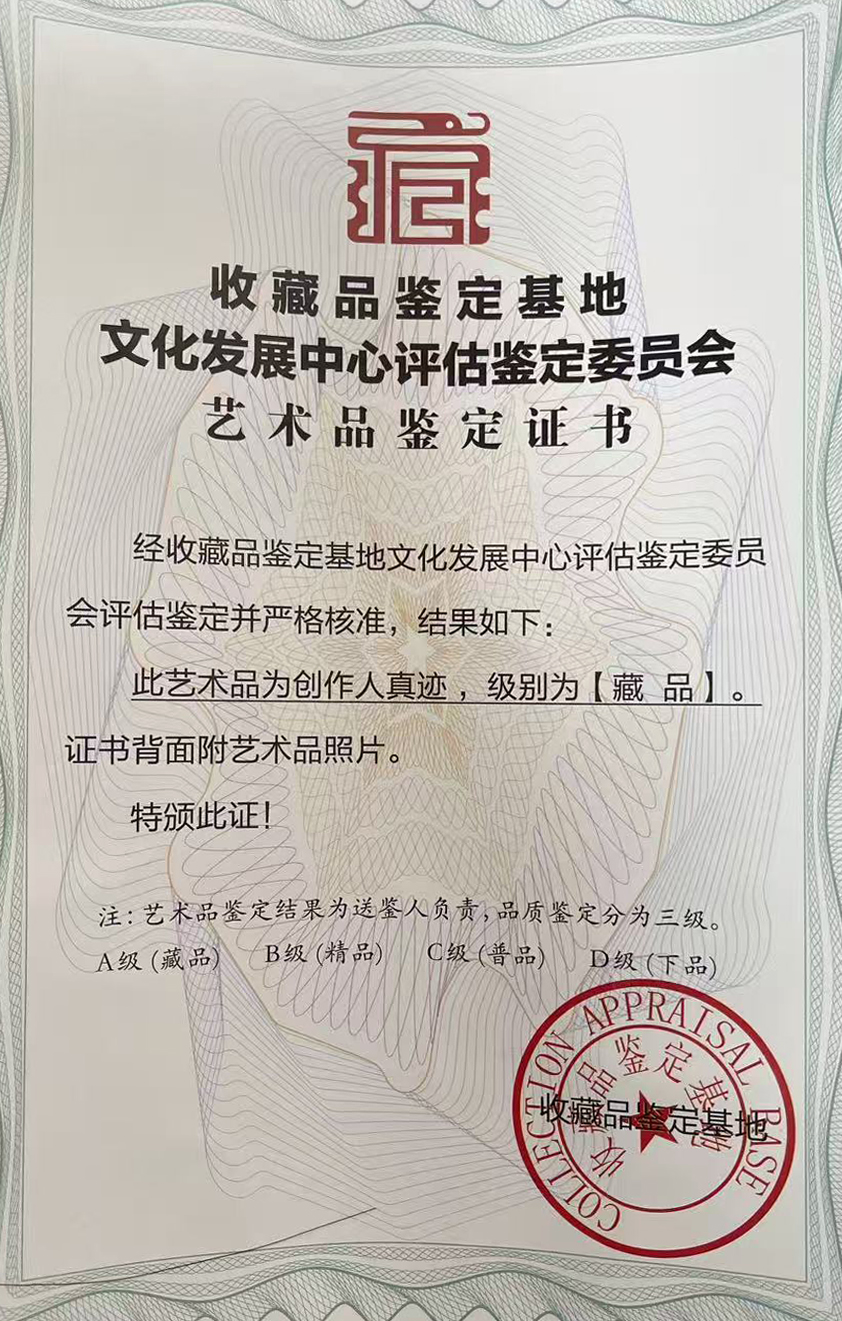 收藏品鉴定基地
文化发展中心评估鉴定委员会
艺术品鉴定证书
经收藏品鉴定基地文化发展中心评估鉴定委员
会评估鉴定并严格核准，结果如下：
此艺术品为创作人真迹，级别为【藏 品】。
证书背面附艺术品照片。
特颁此证！
注：艺术品鉴定结果为送鉴人负责，品质鉴定分为三级。
A级（藏品） B级（精品） C级（普品） D级（下品）
COLLECTION APPRAISAL BASE
收藏品鉴定基地
收藏品鉴定基地